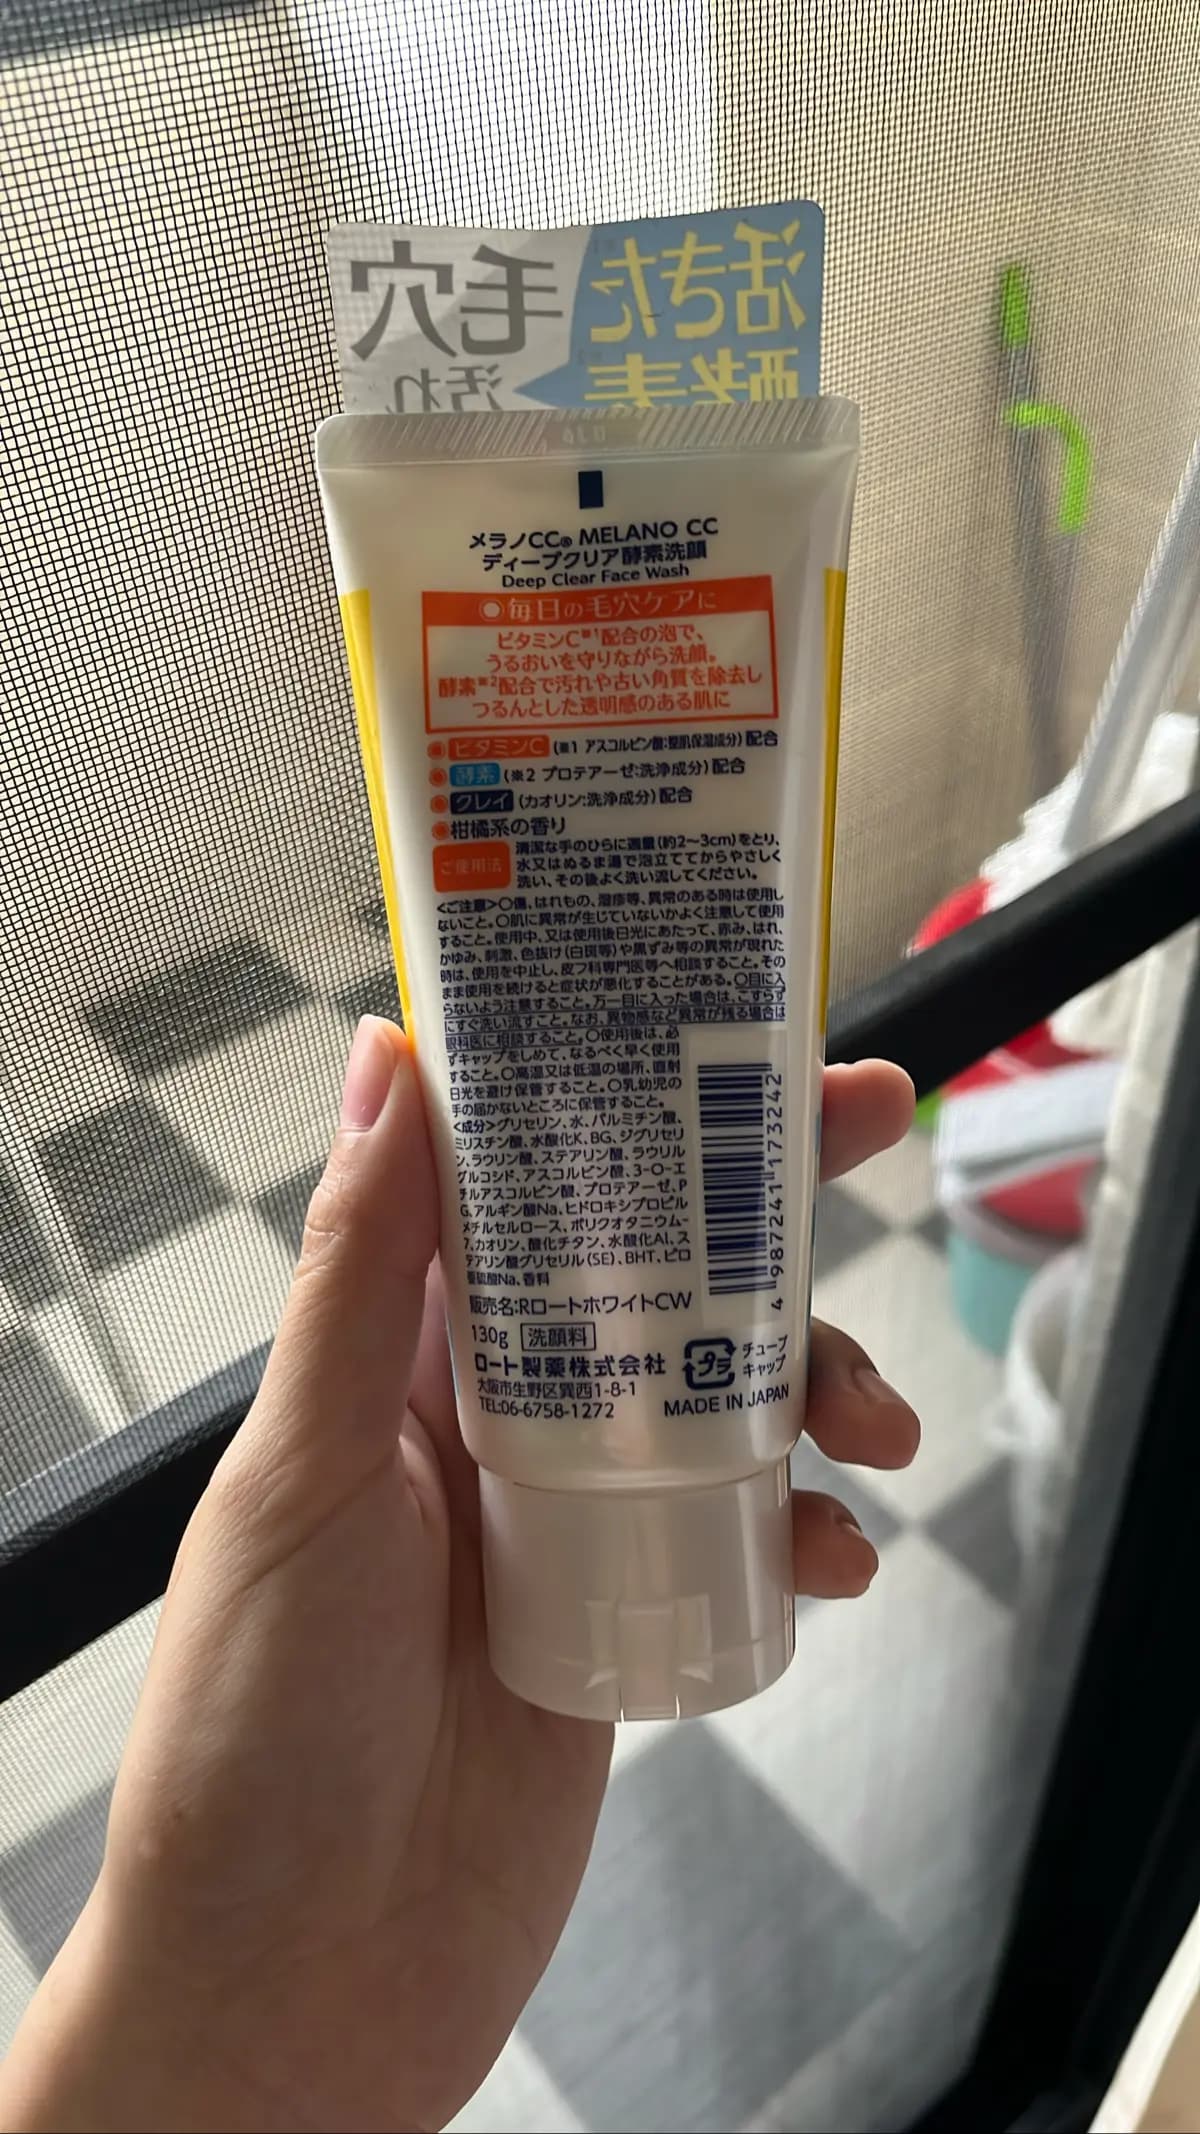 活きた
酵素
毛穴
汚れ
メラノCC® MELANO CC
ディープクリア酵素洗顔
Deep Clear Face Wash
◎毎日の毛穴ケアに
ビタミンC※1配合の泡で、
うるおいを守りながら洗顔。
酵素※2配合で汚れや古い角質を除去し
つるんとした透明感のある肌に
◉ビタミンC(※1 アスコルビン酸:整肌保湿成分)配合
◉酵素(※2 プロテアーゼ:洗浄成分)配合
◉クレイ(カオリン:洗浄成分)配合
◉柑橘系の香り
ご使用法 清潔な手のひらに適量(約2〜3cm)をとり、
水又はぬるま湯で泡立ててからやさしく
洗い、その後よく洗い流してください。
<ご注意>〇傷、はれもの、湿疹等、異常のある時は使用し
ないこと。〇肌に異常が生じていないかよく注意して使用
すること。使用中、又は使用後日光にあたって、赤み、はれ、
かゆみ、刺激、色抜け(白斑等)や黒ずみ等の異常が現れた
時は、使用を中止し、皮フ科専門医等へ相談すること。その
まま使用を続けると症状が悪化することがある。〇目に入
らないよう注意すること。万一目に入った場合は、こすらず
にすぐ洗い流すこと。なお、異物感など異常が残る場合は
眼科医に相談すること。〇使用後は、必
ずキャップをしめて、なるべく早く使用
すること。〇高温又は低温の場所、直射
日光を避け保管すること。〇乳幼児の
手の届かないところに保管すること。
<成分>グリセリン、水、パルミチン酸、
ミリスチン酸、水酸化K、BG、ジグリセリ
ン、ラウリン酸、ステアリン酸、ラウリル
グルコシド、アスコルビン酸、3-O-エ
チルアスコルビン酸、プロテアーゼ、P
G、アルギン酸Na、ヒドロキシプロピル
メチルセルロース、ポリクオタニウム-
7、カオリン、酸化チタン、水酸化Al、ス
テアリン酸グリセリル(SE)、BHT、ピロ
亜硫酸Na、香料
販売名:RロートホワイトCW
130g 洗顔料
ロート製薬株式会社
大阪市生野区巽西1-8-1
TEL:06-6758-1272
4 987241 173242
プラ
チューブ
キャップ
MADE IN JAPAN